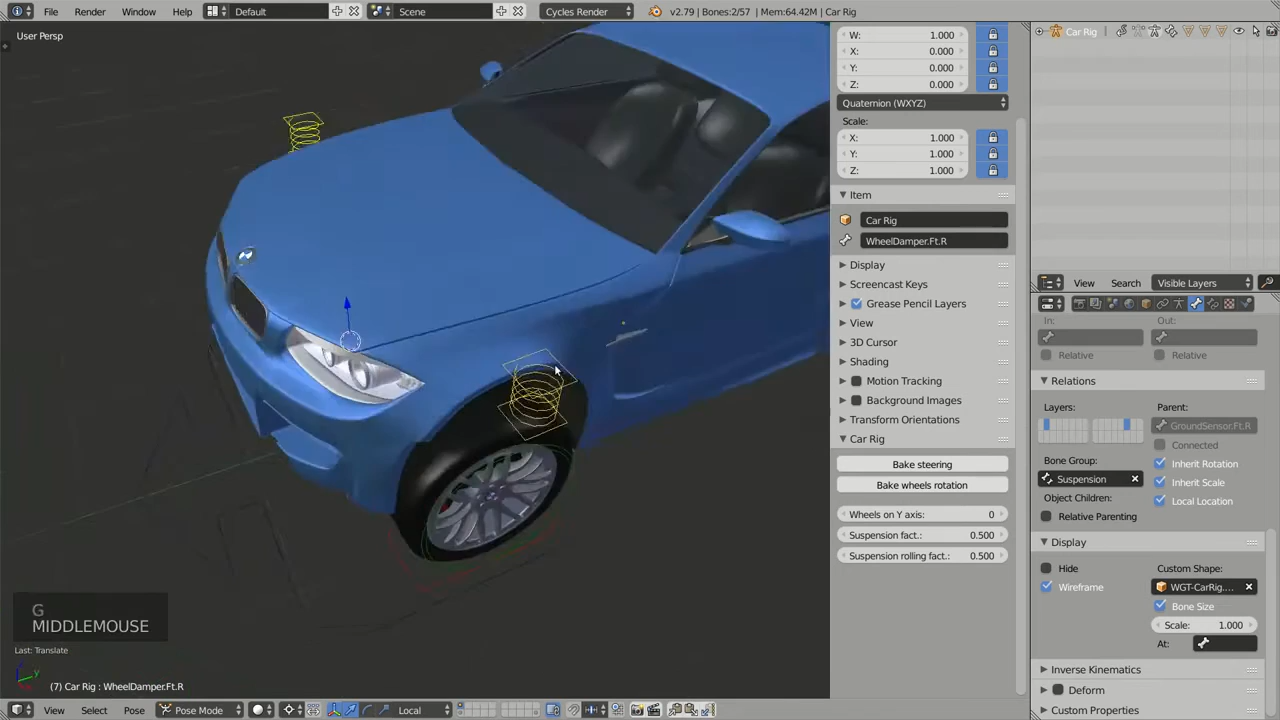 File Render Window Help Default Scene Cycles Render v2.79 | Bones:2/57 | Mem:64.42M | Car Rig
User Persp
W: 1.000
X: 0.000
Y: 0.000
Z: 0.000
Quaternion (WXYZ)
Scale:
X: 1.000
Y: 1.000
Z: 1.000
Item
Car Rig
WheelDamper.Ft.R
Display
Screencast Keys
Grease Pencil Layers
View
3D Cursor
Shading
Motion Tracking
Background Images
Transform Orientations
Car Rig
Bake steering
Bake wheels rotation
Wheels on Y axis: 0
Suspension fact.: 0.500
Suspension rolling fact.: 0.500
Car Rig
View Search Visible Layers
In: Out:
Relative Relative
Relations
Layers: Parent:
GroundSensor.Ft.R
Connected
Bone Group: Inherit Rotation
Suspension Inherit Scale
Object Children: Local Location
Relative Parenting
Display
Hide Custom Shape:
Wireframe WGT-CarRig....
Bone Size
Scale: 1.000
At:
Inverse Kinematics
Deform
Custom Properties
G
MIDDLEMOUSE
Last: Translate
(7) Car Rig : WheelDamper.Ft.R
View Select Pose Pose Mode Local